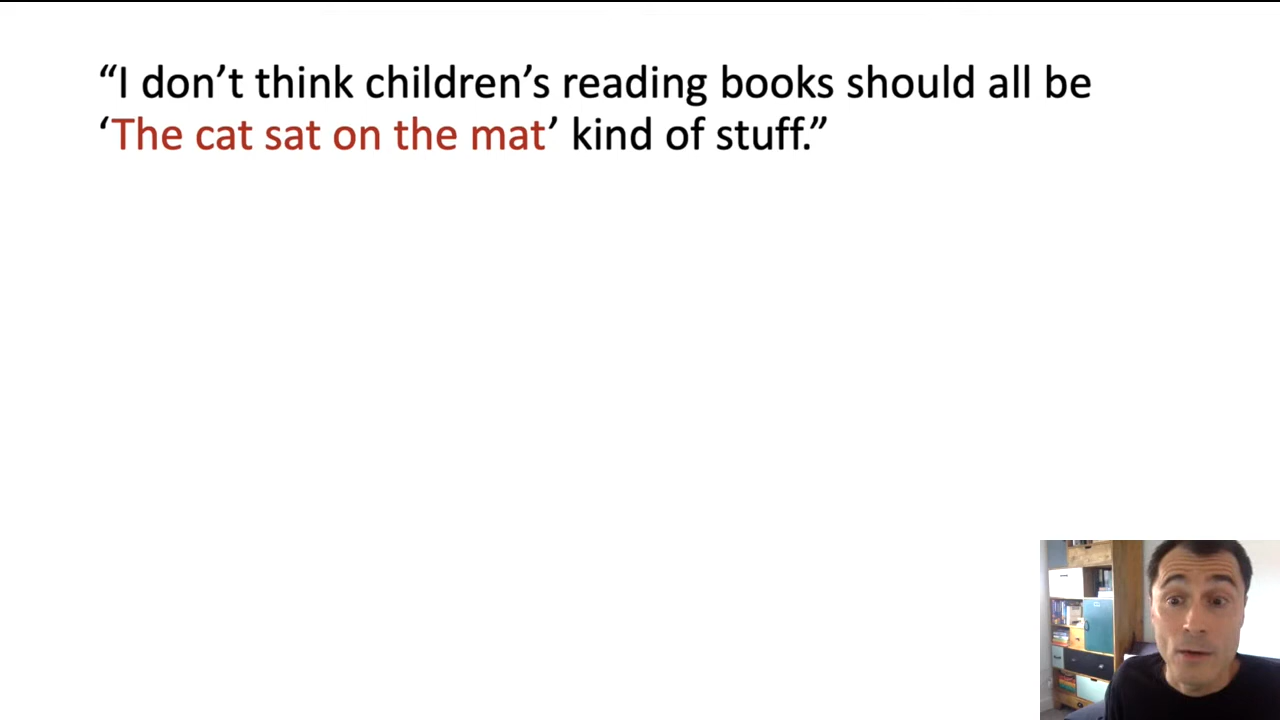 “I don’t think children’s reading books should all be
‘The cat sat on the mat’ kind of stuff.”